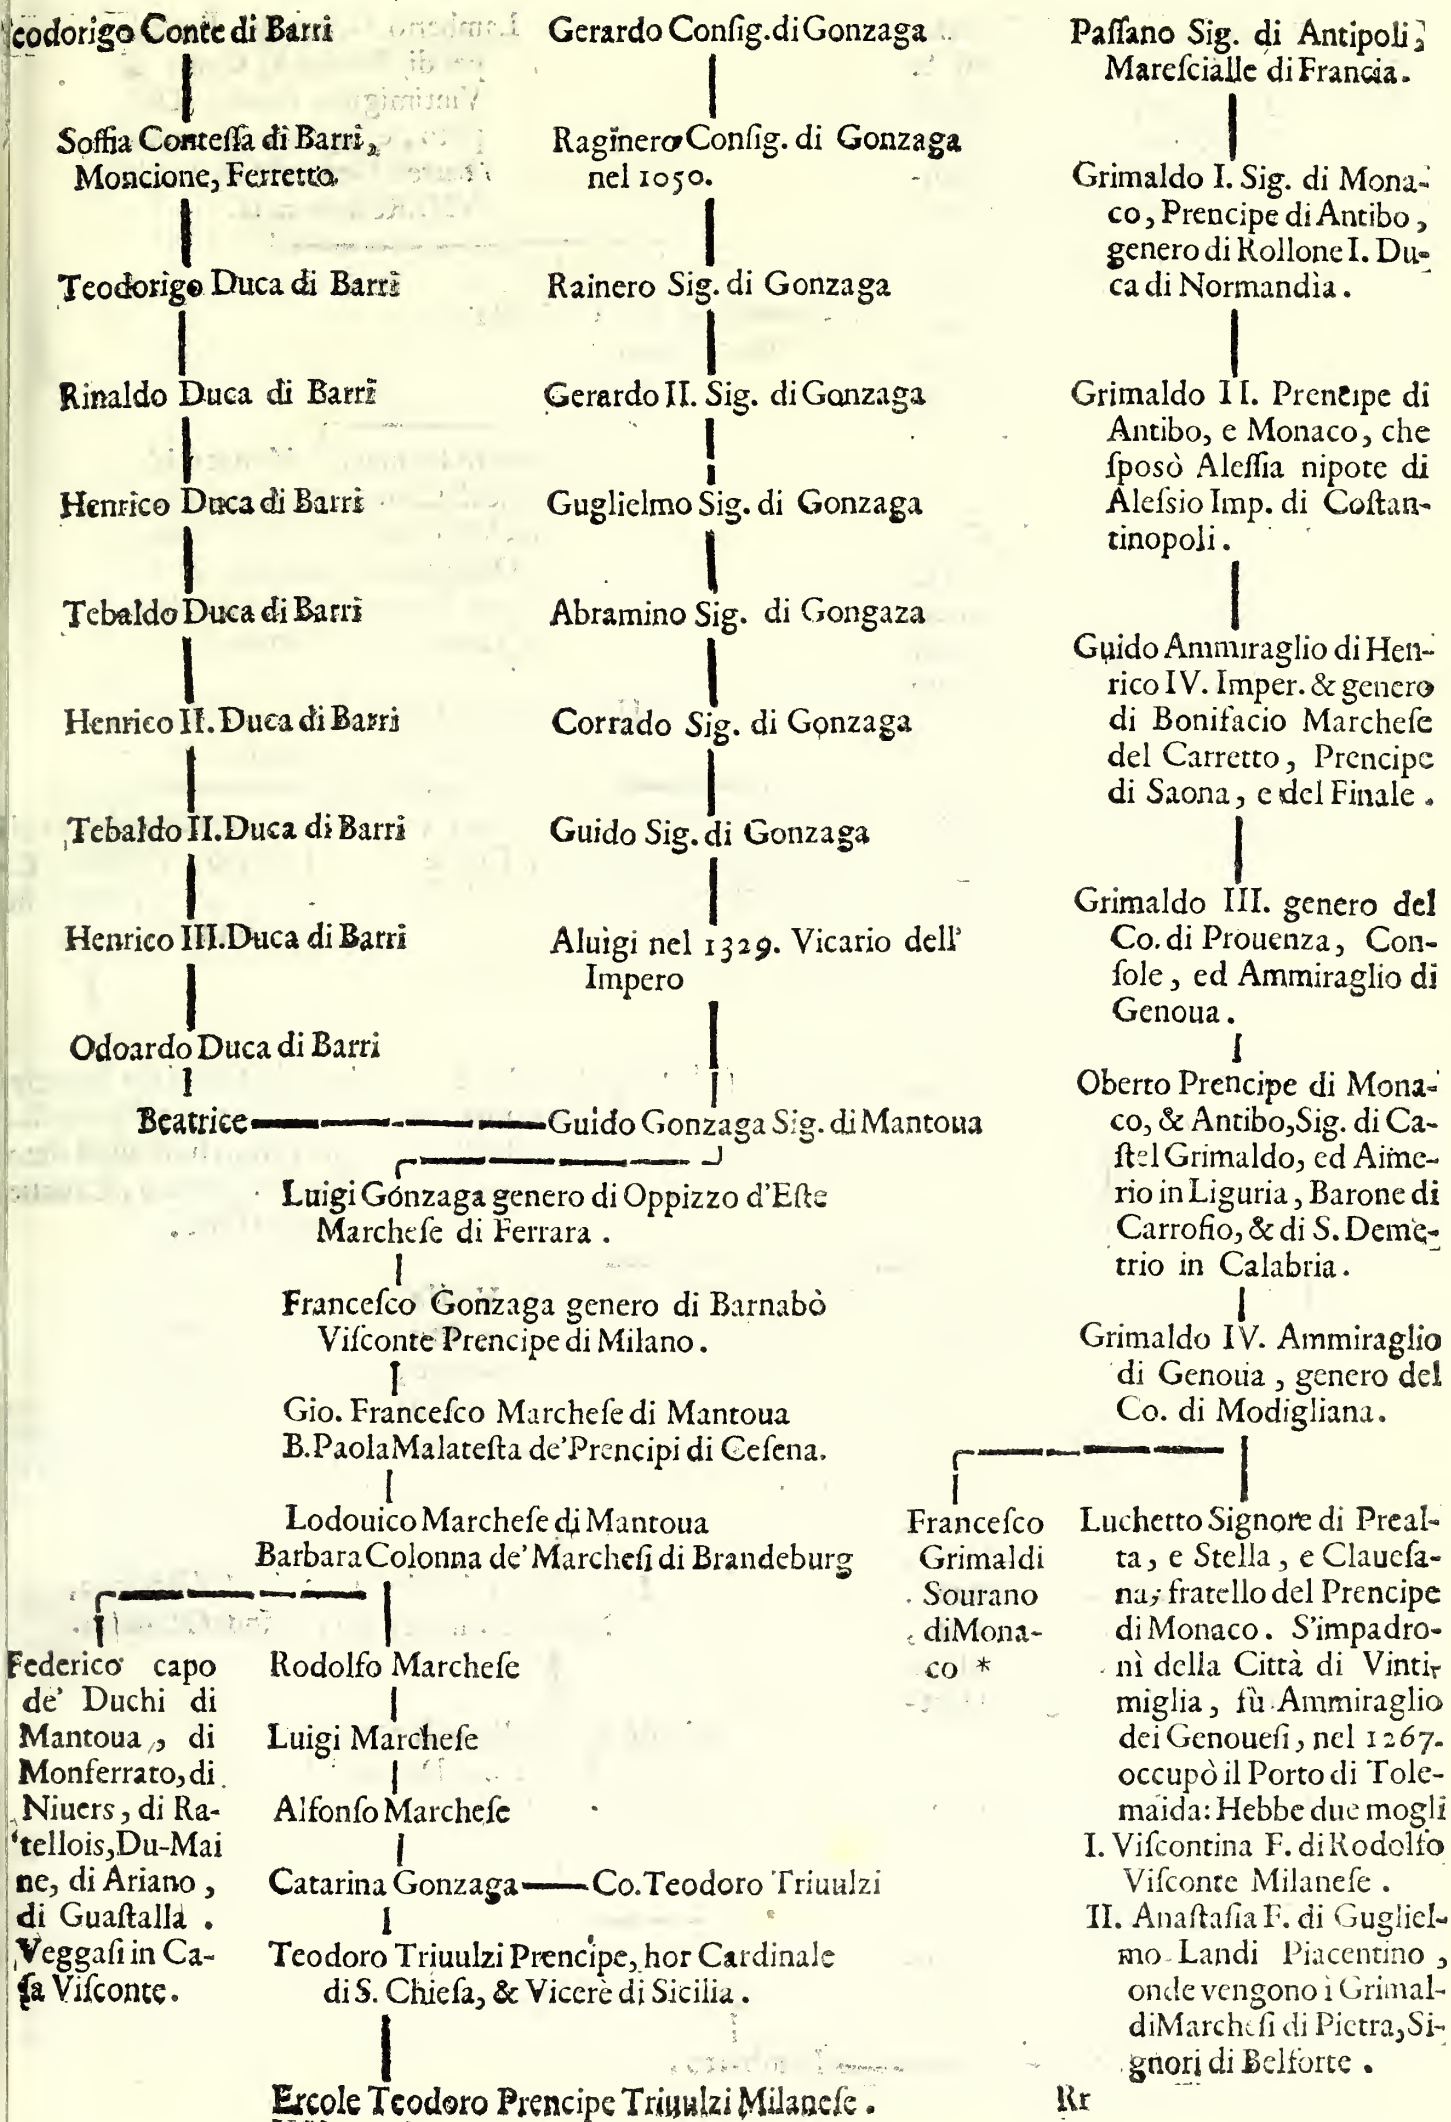 eodorigo Conte di Barri
Soffia Conteſſa di Barri,
Moncione, Ferretto.
Teodorigo Duca di Barri
Rinaldo Duca di Barri
Henrico Duca di Barri
Tebaldo Duca di Barri
Henrico II. Duca di Barri
Tebaldo II. Duca di Barri
Henrico III. Duca di Barri
Odoardo Duca di Barri
Beatrice
Gerardo Conſig. di Gonzaga
Raginero Conſig. di Gonzaga
nel 1050.
Rainero Sig. di Gonzaga
Gerardo II. Sig. di Gonzaga
Guglielmo Sig. di Gonzaga
Abramino Sig. di Gongaza
Corrado Sig. di Gonzaga
Guido Sig. di Gonzaga
Aluigi nel 1329. Vicario dell'
Impero
Guido Gonzaga Sig. di Mantoua
Luigi Gonzaga genero di Oppizzo d'Eſte
Marcheſe di Ferrara.
Franceſco Gonzaga genero di Barnabò
Viſconte Prencipe di Milano.
Gio. Franceſco Marcheſe di Mantoua
B. Paola Malateſta de' Prencipi di Ceſena.
Lodouico Marcheſe di Mantoua
Barbara Colonna de' Marcheſi di Brandeburg
Federico capo
de' Duchi di
Mantoua, di
Monferrato, di
Niuers, di Ra-
tellois, Du-Mai
ne, di Ariano,
di Guaſtalla.
Veggaſi in Ca-
ſa Viſconte.
Rodolfo Marcheſe
Luigi Marcheſe
Alfonſo Marcheſe
Catarina Gonzaga Co. Teodoro Triuulzi
Teodoro Triuulzi Prencipe, hor Cardinale
di S. Chieſa, & Vicerè di Sicilia.
Ercole Teodoro Prencipe Triuulzi Milaneſe.
Paſſano Sig. di Antipoli,
Mareſcialle di Francia.
Grimaldo I. Sig. di Mona-
co, Prencipe di Antibo,
genero di Rollone I. Du-
ca di Normandia.
Grimaldo II. Prencipe di
Antibo, e Monaco, che
ſposò Aleſſia nipote di
Aleſsio Imp. di Coſtan-
tinopoli.
Guido Ammiraglio di Hen-
rico IV. Imper. & genero
di Bonifacio Marcheſe
del Carretto, Prencipe
di Saona, e del Finale.
Grimaldo III. genero del
Co. di Prouenza, Con-
ſole, ed Ammiraglio di
Genoua.
Oberto Prencipe di Mona-
co, & Antibo, Sig. di Ca-
ſtel Grimaldo, ed Aime-
rio in Liguria, Barone di
Carroſio, & di S. Deme-
trio in Calabria.
Grimaldo IV. Ammiraglio
di Genoua, genero del
Co. di Modigliana.
Franceſco
Grimaldi
Sourano
di Mona-
co *
Luchetto Signore di Preal-
ta, e Stella, e Claueſa-
na, fratello del Prencipe
di Monaco. S'impadro-
nì della Città di Vinti-
miglia, fù Ammiraglio
dei Genoueſi, nel 1267.
occupò il Porto di Tole-
maida: Hebbe due mogli
I. Viſcontina F. di Rodolfo
Viſconte Milaneſe.
II. Anaſtaſia F. di Gugliel-
mo Landi Piacentino,
onde vengono i Grimal-
di Marcheſi di Pietra, Si-
gnori di Belforte.
Rr